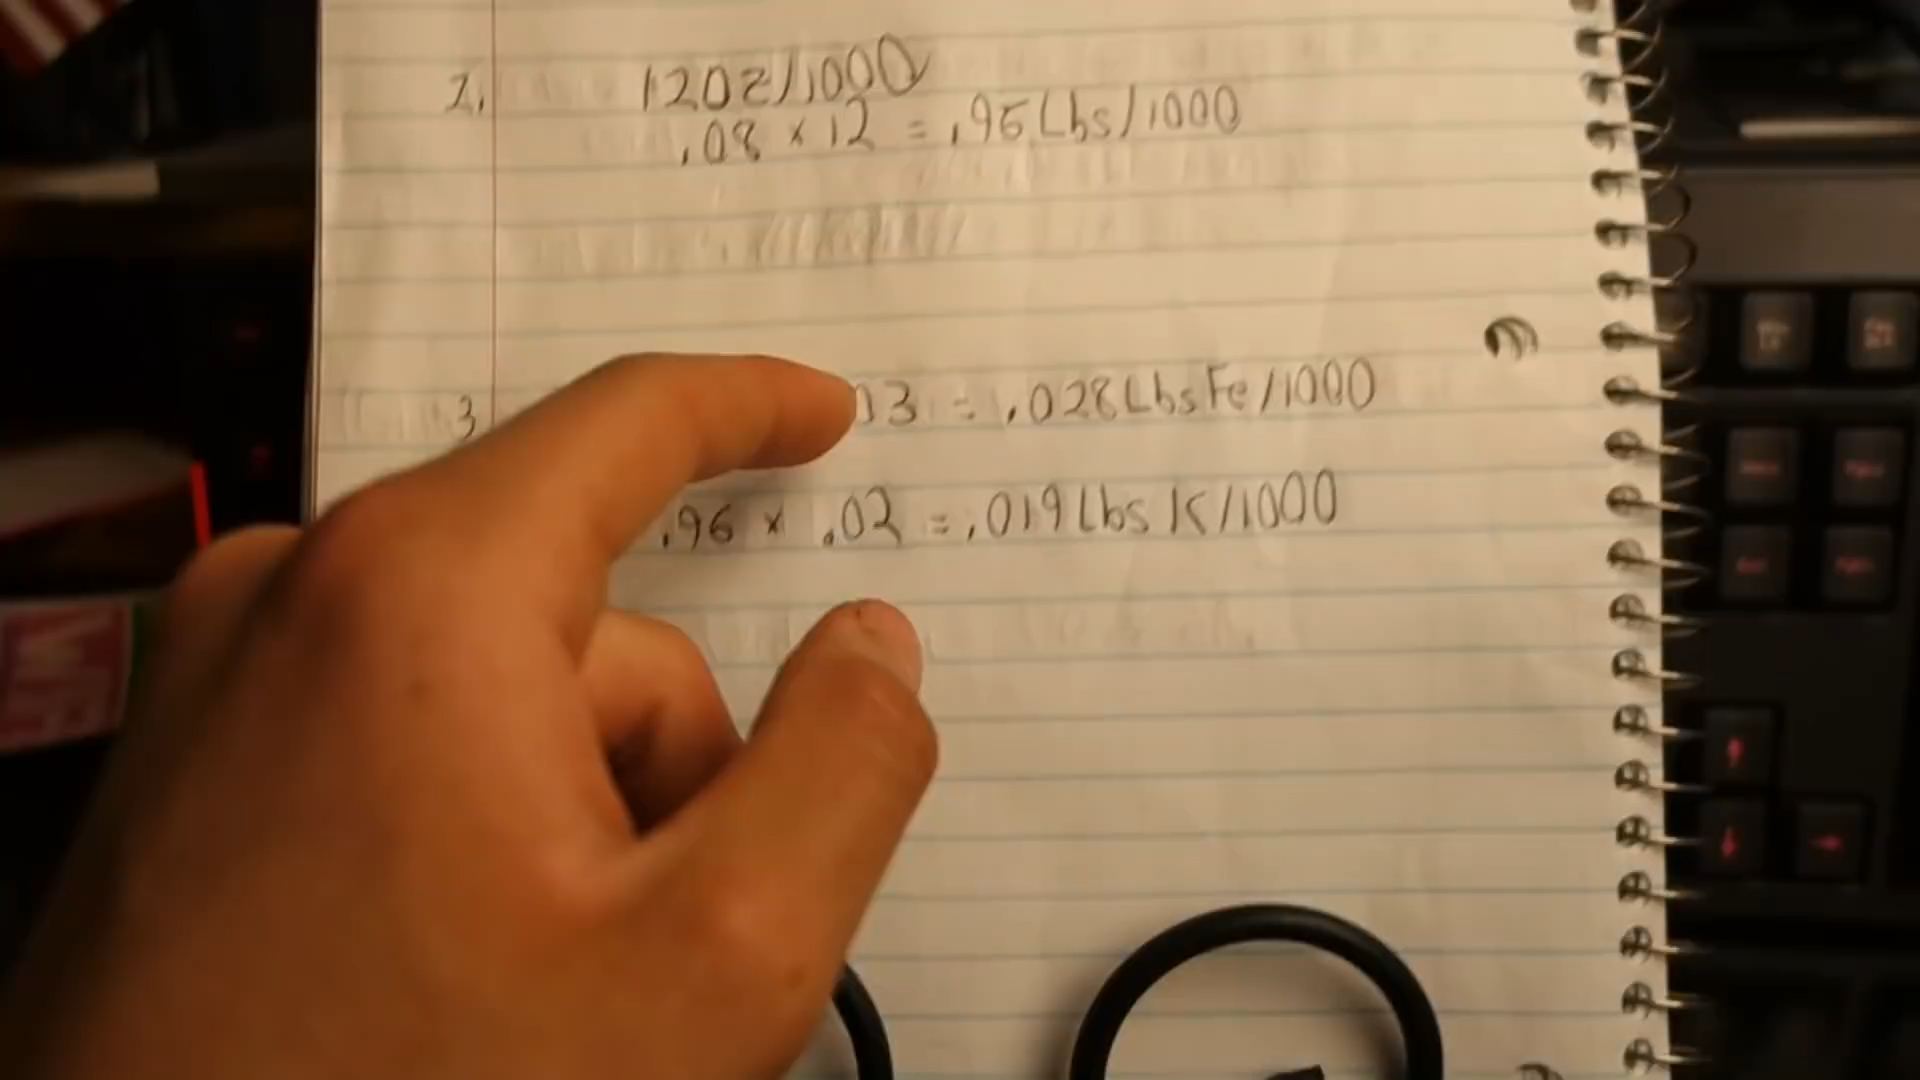 2. 12oz/1000
.08 x 12 = .96 Lbs/1000
3 03 = .028 Lbs Fe/1000
.96 x .02 = .019 Lbs K/1000